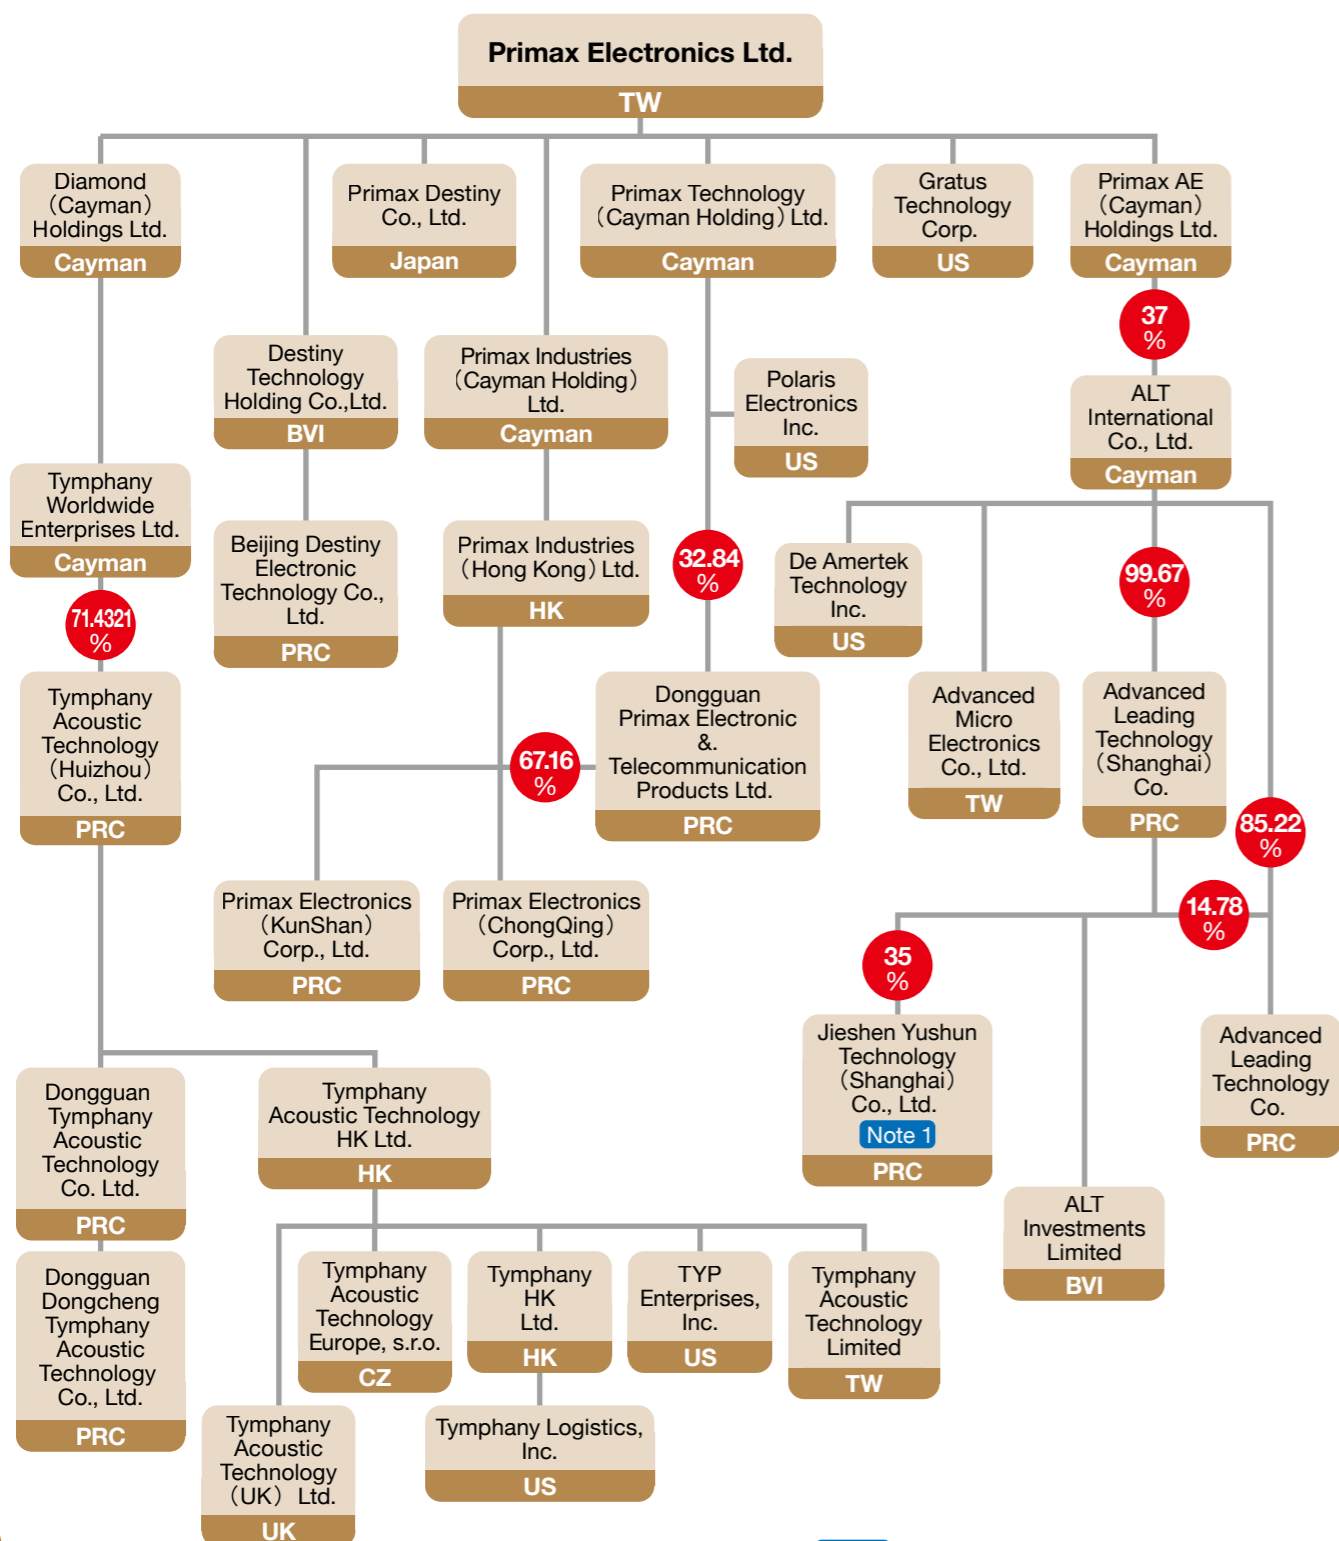 Primax Electronics Ltd.
TW
Diamond
（Cayman）
Holdings Ltd.
Cayman
Primax Destiny
Co., Ltd.
Japan
Primax Technology
（Cayman Holding）Ltd.
Cayman
Gratus
Technology
Corp.
US
Primax AE
（Cayman）
Holdings Ltd.
Cayman
37
%
Destiny
Technology
Holding Co.,Ltd.
BVI
Primax Industries
（Cayman Holding）
Ltd.
Cayman
Polaris
Electronics
Inc.
US
ALT
International
Co., Ltd.
Cayman
Tymphany
Worldwide
Enterprises Ltd.
Cayman
71.4321
%
Beijing Destiny
Electronic
Technology Co.,
Ltd.
PRC
Primax Industries
（Hong Kong）Ltd.
HK
32.84
%
De Amertek
Technology
Inc.
US
99.67
%
Tymphany
Acoustic
Technology
（Huizhou）
Co., Ltd.
PRC
67.16
%
Dongguan
Primax Electronic
&.
Telecommunication
Products Ltd.
PRC
Advanced
Micro
Electronics
Co., Ltd.
TW
Advanced
Leading
Technology
（Shanghai）
Co.
PRC
85.22
%
Primax Electronics
（KunShan）
Corp., Ltd.
PRC
Primax Electronics
（ChongQing）
Corp., Ltd.
PRC
14.78
%
35
%
Jieshen Yushun
Technology
（Shanghai）
Co., Ltd.
Note 1
PRC
Advanced
Leading
Technology
Co.
PRC
Dongguan
Tymphany
Acoustic
Technology
Co. Ltd.
PRC
Tymphany
Acoustic Technology
HK Ltd.
HK
ALT
Investments
Limited
BVI
Dongguan
Dongcheng
Tymphany
Acoustic
Technology
Co., Ltd.
PRC
Tymphany
Acoustic
Technology
Europe, s.r.o.
CZ
Tymphany
HK
Ltd.
HK
TYP
Enterprises,
Inc.
US
Tymphany
Acoustic
Technology
Limited
TW
Tymphany
Acoustic
Technology
（UK） Ltd.
UK
Tymphany Logistics,
Inc.
US